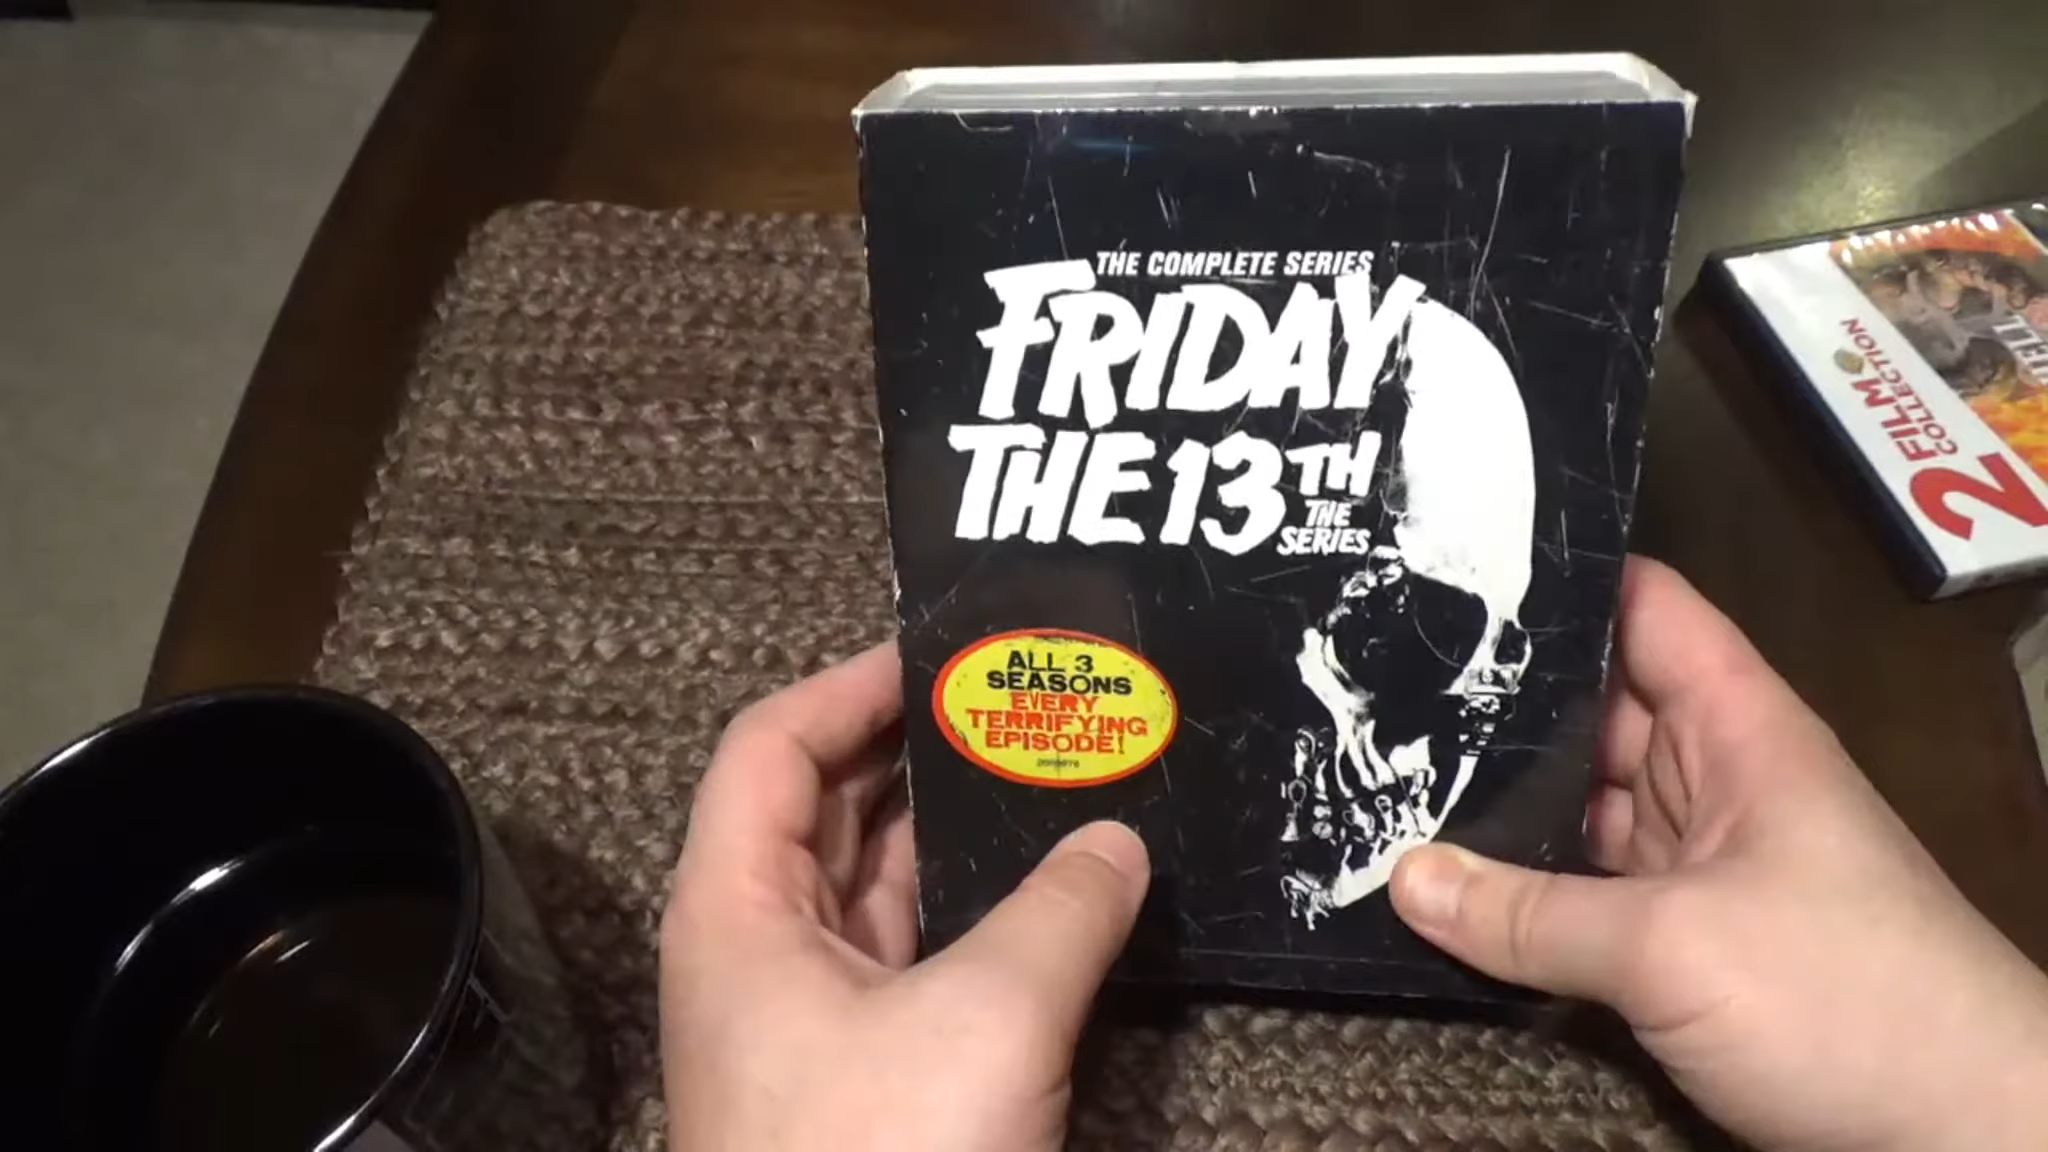 THE COMPLETE SERIES
FRIDAY
THE 13TH
THE
SERIES
ALL 3
SEASONS
EVERY
TERRIFYING
EPISODE!
2 FILM
COLLECTION